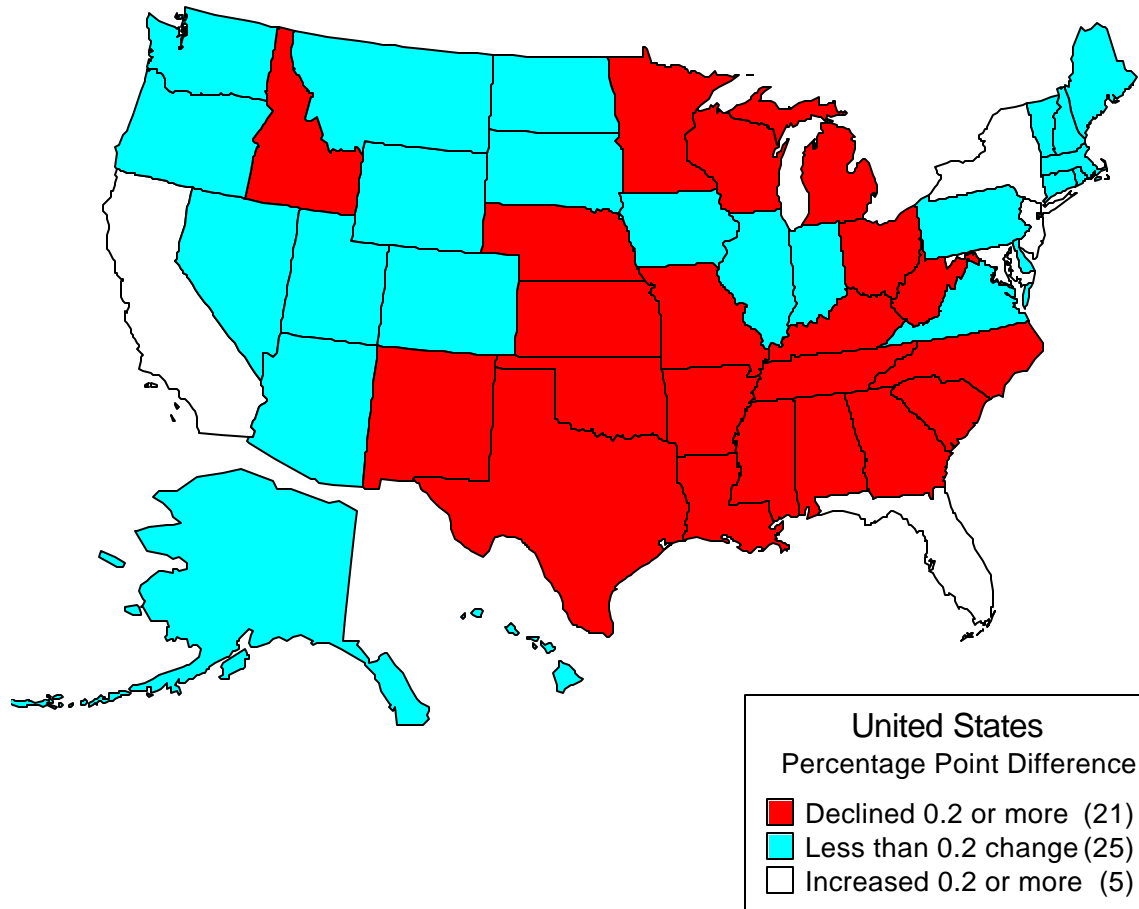 United States
Percentage Point Difference
Declined 0.2 or more (21)
Less than 0.2 change (25)
Increased 0.2 or more (5)